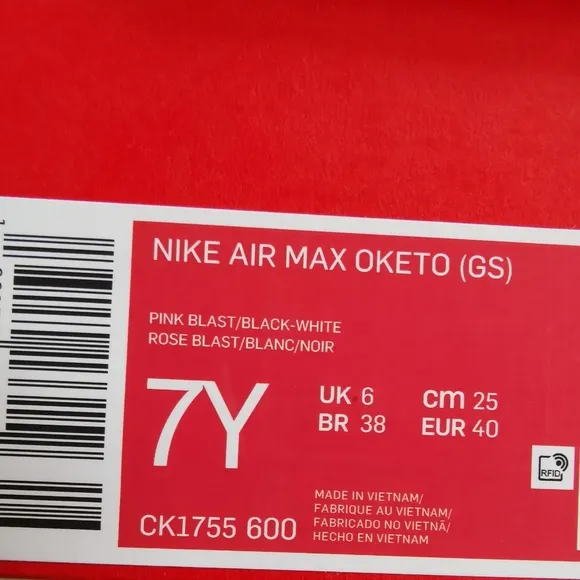 NIKE AIR MAX OKETO (GS)
PINK BLAST/BLACK-WHITE
ROSE BLAST/BLANC/NOIR
7Y
UK 6 cm 25
BR 38 EUR 40
RFID
MADE IN VIETNAM/
FABRIQUE AU VIETNAM/
FABRICADO NO VIETNÃ/
HECHO EN VIETNAM
CK1755 600